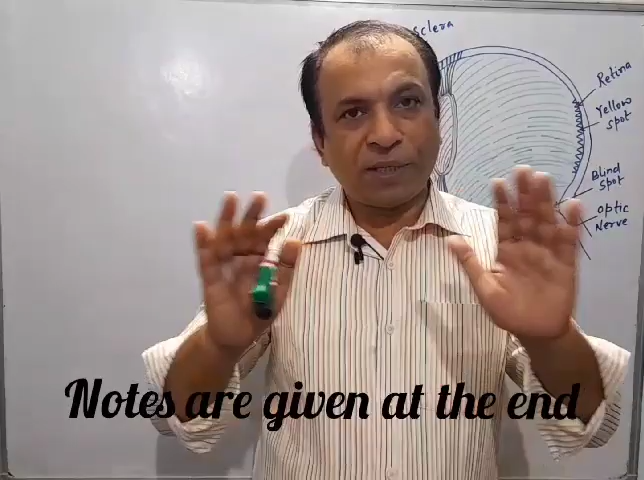 sclera
Retina
Yellow
spot
Blind
spot
optic
Nerve
Notes are given at the end